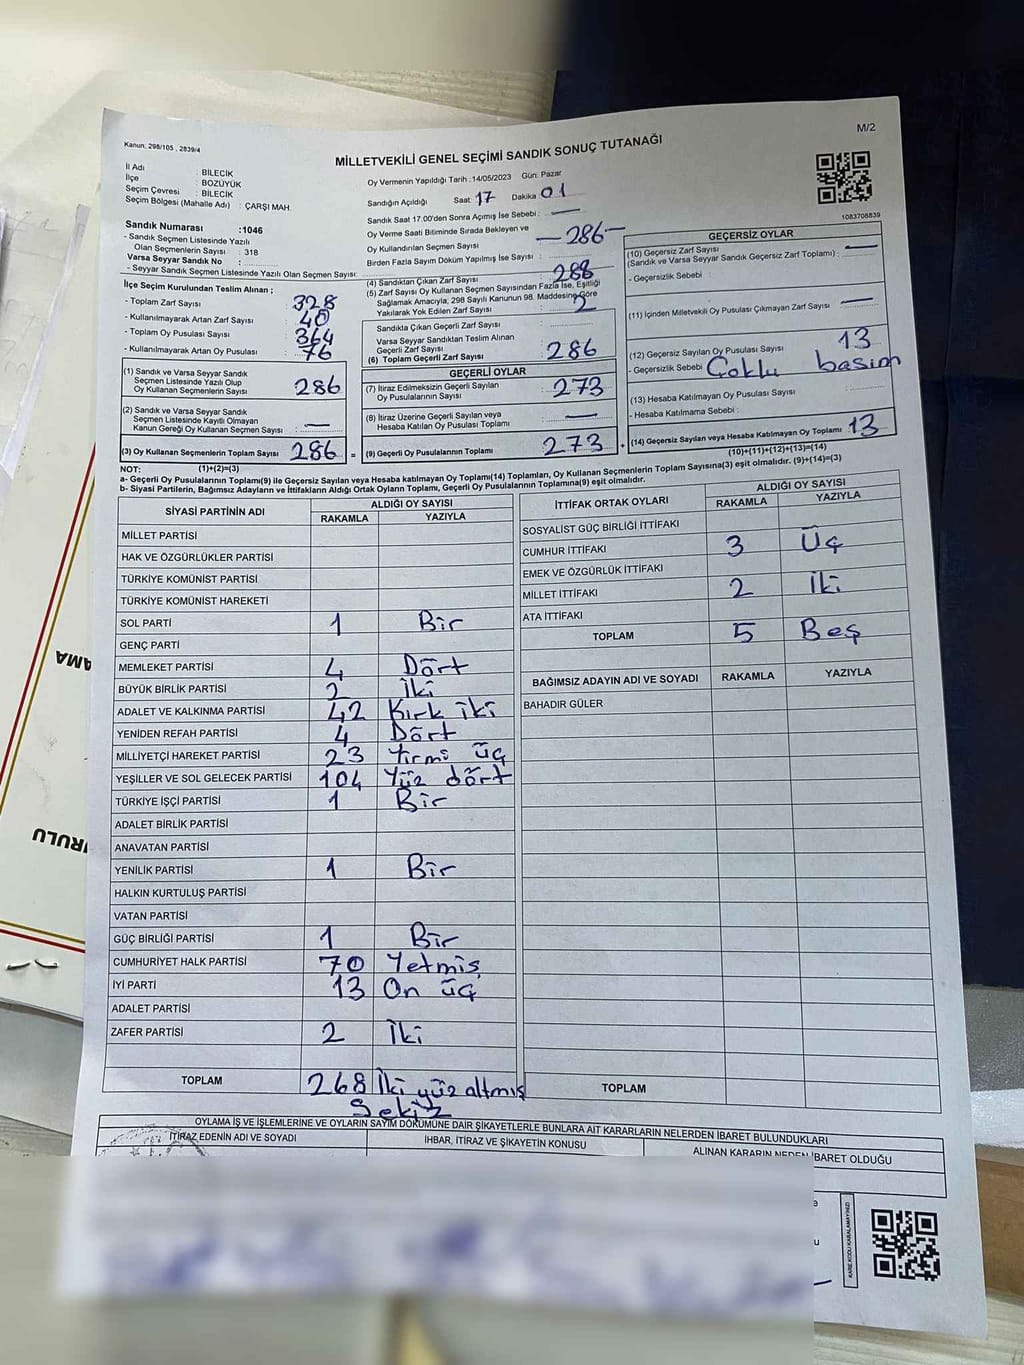 M/2
Kanun, 298/105 , 2839/4
MİLLETVEKİLİ GENEL SEÇİMİ SANDIK SONUÇ TUTANAĞI
İl Adı : BİLECİK
İlçe : BOZÜYÜK
Seçim Çevresi : BİLECİK
Seçim Bölgesi (Mahalle Adı) : ÇARŞI MAH.
Sandık Numarası :1046
- Sandık Seçmen Listesinde Yazılı
Olan Seçmenlerin Sayısı : 318
Varsa Seyyar Sandık No :
- Seyyar Sandık Seçmen Listesinde Yazılı Olan Seçmen Sayısı:
İlçe Seçim Kurulundan Teslim Alınan ;
- Toplam Zarf Sayısı 328
- Kullanılmayarak Artan Zarf Sayısı 40
- Toplam Oy Pusulası Sayısı 364
- Kullanılmayarak Artan Oy Pusulası 76
(1) Sandık ve Varsa Seyyar Sandık
Seçmen Listesinde Yazılı Olup
Oy Kullanan Seçmenlerin Sayısı 286
(2) Sandık ve Varsa Seyyar Sandık
Seçmen Listesinde Kayıtlı Olmayan
Kanun Gereği Oy Kullanan Seçmen Sayısı : —
(3) Oy Kullanan Seçmenlerin Toplam Sayısı 286 =
Oy Vermenin Yapıldığı Tarih :14/05/2023 Gün: Pazar
Sandığın Açıldığı Saat: 17 Dakika 01
Sandık Saat 17.00'den Sonra Açımış İse Sebebi : —
Oy Verme Saati Bitiminde Sırada Bekleyen ve
Oy Kullandırılan Seçmen Sayısı —286—
Birden Fazla Sayım Döküm Yapılmış İse Sayısı :
(4) Sandıktan Çıkan Zarf Sayısı 288
(5) Zarf Sayısı Oy Kullanan Seçmen Sayısından Fazla İse, Eşitliği
Sağlamak Amacıyla, 298 Sayılı Kanunun 98. Maddesine Göre
Yakılarak Yok Edilen Zarf Sayısı : 2
Sandıkta Çıkan Geçerli Zarf Sayısı :
Varsa Seyyar Sandıktan Teslim Alınan
Geçerli Zarf Sayısı
(6) Toplam Geçerli Zarf Sayısı : 286
GEÇERLİ OYLAR
(7) İtiraz Edilmeksizin Geçerli Sayılan
Oy Pusulalarının Sayısı : 273
(8) İtiraz Üzerine Geçerli Sayılan veya
Hesaba Katılan Oy Pusulası Toplamı : —
(9) Geçerli Oy Pusulalarının Toplamı : 273 +
1083708839
GEÇERSİZ OYLAR
(10) Geçersiz Zarf Sayısı
(Sandık ve Varsa Seyyar Sandık Geçersiz Zarf Toplamı) : —
- Geçersizlik Sebebi :
(11) İçinden Milletvekili Oy Pusulası Çıkmayan Zarf Sayısı : —
(12) Geçersiz Sayılan Oy Pusulası Sayısı : 13
- Geçersizlik Sebebi Çoklu basım
(13) Hesaba Katılmayan Oy Pusulası Sayısı :
- Hesaba Katılmama Sebebi :
(14) Geçersiz Sayılan veya Hesaba Katılmayan Oy Toplamı 13
(10)+(11)+(12)+(13)=(14)
NOT: (1)+(2)=(3)
a- Geçerli Oy Pusulalarının Toplamı(9) ile Geçersiz Sayılan veya Hesaba katılmayan Oy Toplamı(14) Toplamları, Oy Kullanan Seçmenlerin Toplam Sayısına(3) eşit olmalıdır. (9)+(14)=(3)
b- Siyasi Partilerin, Bağımsız Adayların ve İttifakların Aldığı Ortak Oyların Toplamı, Geçerli Oy Pusulalarının Toplamına(9) eşit olmalıdır.
SİYASİ PARTİNİN ADI ALDIĞI OY SAYISI
RAKAMLA YAZIYLA
MİLLET PARTİSİ
HAK VE ÖZGÜRLÜKLER PARTİSİ
TÜRKİYE KOMÜNİST PARTİSİ
TÜRKİYE KOMÜNİST HAREKETİ
SOL PARTİ 1 Bir
GENÇ PARTİ
MEMLEKET PARTİSİ 4 Dört
BÜYÜK BİRLİK PARTİSİ 2 İki
ADALET VE KALKINMA PARTİSİ 42 Kırk iki
YENİDEN REFAH PARTİSİ 4 Dört
MİLLİYETÇİ HAREKET PARTİSİ 23 Yirmi üç
YEŞİLLER VE SOL GELECEK PARTİSİ 104 Yüz dört
TÜRKİYE İŞÇİ PARTİSİ 1 Bir
ADALET BİRLİK PARTİSİ
ANAVATAN PARTİSİ
YENİLİK PARTİSİ 1 Bir
HALKIN KURTULUŞ PARTİSİ
VATAN PARTİSİ
GÜÇ BİRLİĞİ PARTİSİ 1 Bir
CUMHURİYET HALK PARTİSİ 70 Yetmiş
İYİ PARTİ 13 On üç
ADALET PARTİSİ
ZAFER PARTİSİ 2 İki
TOPLAM 268 İki yüz altmış
Sekiz
İTTİFAK ORTAK OYLARI ALDIĞI OY SAYISI
RAKAMLA YAZIYLA
SOSYALİST GÜÇ BİRLİĞİ İTTİFAKI
CUMHUR İTTİFAKI 3 Üç
EMEK VE ÖZGÜRLÜK İTTİFAKI
MİLLET İTTİFAKI 2 İki
ATA İTTİFAKI
TOPLAM 5 Beş
BAĞIMSIZ ADAYIN ADI VE SOYADI RAKAMLA YAZIYLA
BAHADIR GÜLER
TOPLAM
OYLAMA İŞ VE İŞLEMLERİNE VE OYLARIN SAYIM DÖKÜMÜNE DAİR ŞİKAYETLERLE BUNLARA AİT KARARLARIN NELERDEN İBARET BULUNDUKLARI
İTİRAZ EDENİN ADI VE SOYADI
İHBAR, İTİRAZ VE ŞİKAYETİN KONUSU
ALINAN KARARIN NEDEN İBARET OLDUĞU
KARE KODU KARALAMAYINIZ!